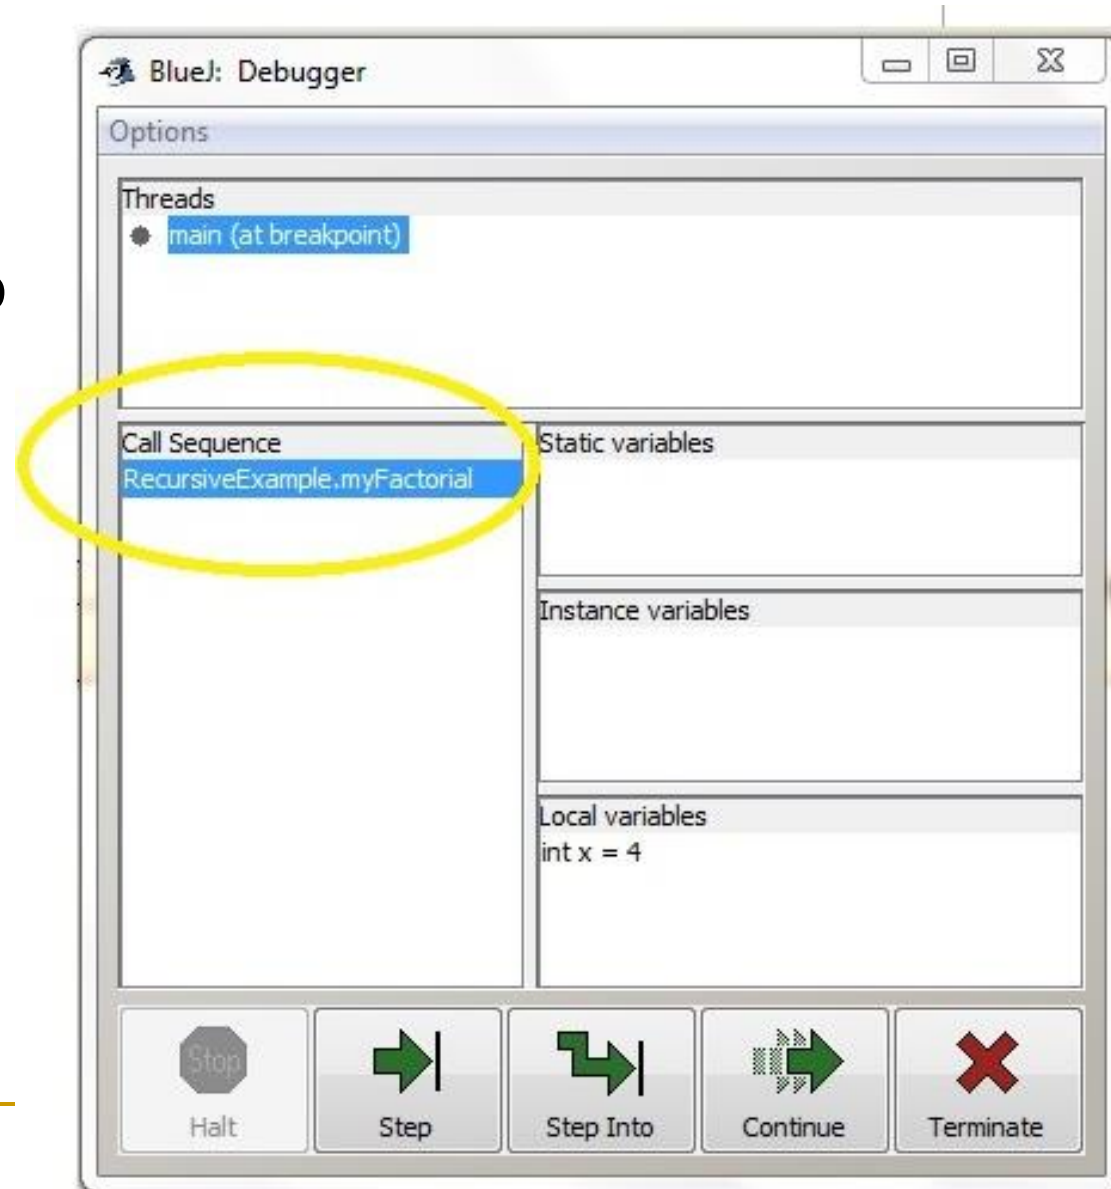 BlueJ: Debugger
Options
Threads
main (at breakpoint)
Call Sequence
RecursiveExample.myFactorial
Static variables
Instance variables
Local variables
int x = 4
Stop
Halt
Step
Step Into
Continue
Terminate